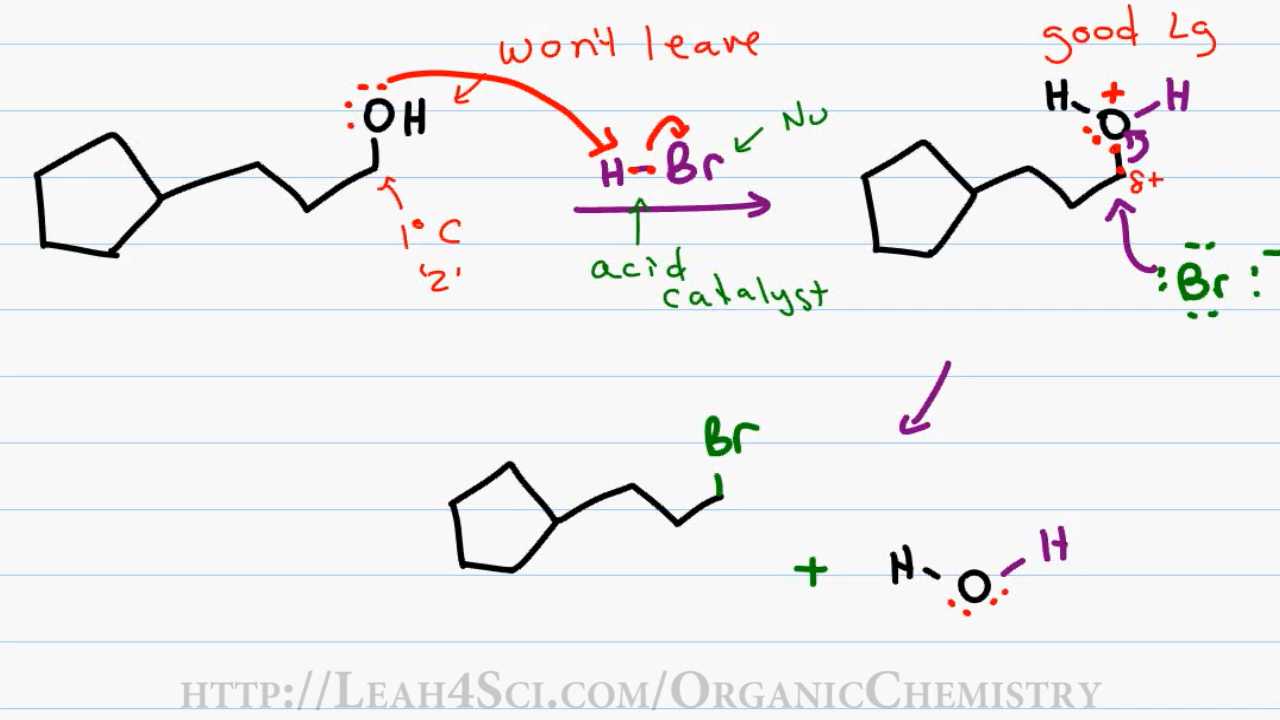 won't leave
good Lg
OH
H-Br
Nu
H O + H
δ+
1° C
'2'
acid
catalyst
:Br: -
Br
+ H O H
HTTP://LEAH4SCI.COM/ORGANICCHEMISTRY